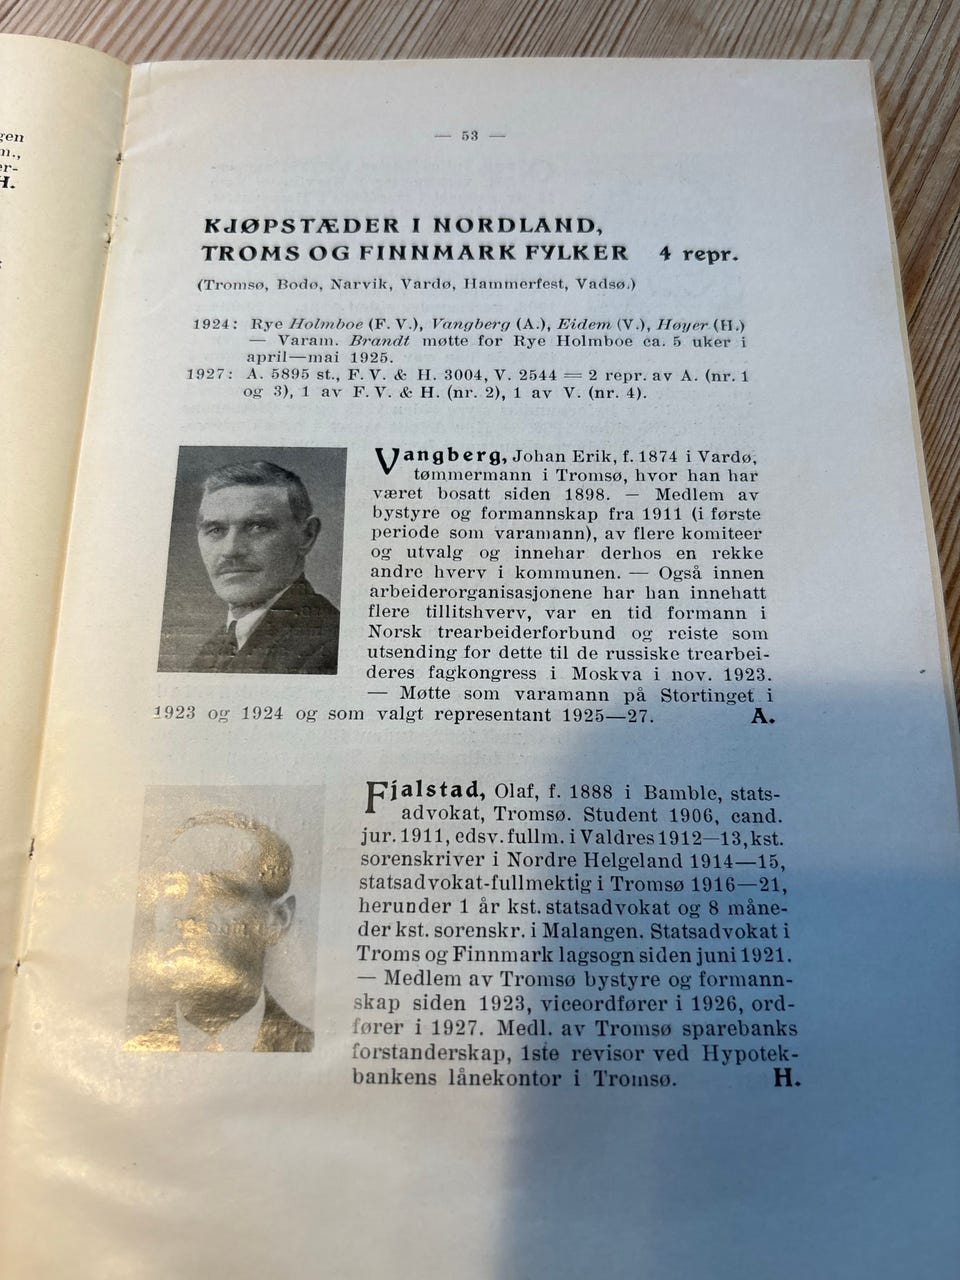 gen
m.,
er-
H.
— 53 —
KJØPSTÆDER I NORDLAND,
TROMS OG FINNMARK FYLKER 4 repr.
(Tromsø, Bodø, Narvik, Vardø, Hammerfest, Vadsø.)
1924: Rye Holmboe (F. V.), Vangberg (A.), Eidem (V.), Høyer (H.)
— Varam. Brandt møtte for Rye Holmboe ca. 5 uker i
april—mai 1925.
1927: A. 5895 st., F. V. & H. 3004, V. 2544 = 2 repr. av A. (nr. 1
og 3), 1 av F. V. & H. (nr. 2), 1 av V. (nr. 4).
Vangberg, Johan Erik, f. 1874 i Vardø,
tømmermann i Tromsø, hvor han har
været bosatt siden 1898. — Medlem av
bystyre og formannskap fra 1911 (i første
periode som varamann), av flere komiteer
og utvalg og innehar derhos en rekke
andre hverv i kommunen. — Også innen
arbeiderorganisasjonene har han innehatt
flere tillitshverv, var en tid formann i
Norsk trearbeiderforbund og reiste som
utsending for dette til de russiske trearbei-
deres fagkongress i Moskva i nov. 1923.
— Møtte som varamann på Stortinget i
1923 og 1924 og som valgt representant 1925—27. A.
Fjalstad, Olaf, f. 1888 i Bamble, stats-
advokat, Tromsø. Student 1906, cand.
jur. 1911, edsv. fullm. i Valdres 1912—13, kst.
sorenskriver i Nordre Helgeland 1914—15,
statsadvokat-fullmektig i Tromsø 1916—21,
herunder 1 år kst. statsadvokat og 8 måne-
der kst. sorenskr. i Malangen. Statsadvokat i
Troms og Finnmark lagsogn siden juni 1921.
— Medlem av Tromsø bystyre og formann-
skap siden 1923, viceordfører i 1926, ord-
fører i 1927. Medl. av Tromsø sparebanks
forstanderskap, 1ste revisor ved Hypotek-
bankens lånekontor i Tromsø. H.